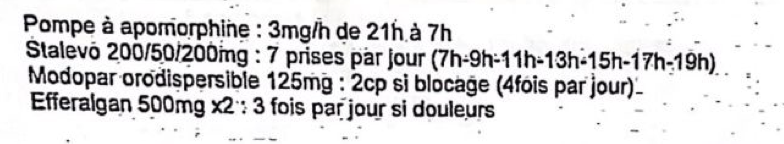 Pompe à apomorphine : 3mg/h de 21h à 7h
Stalevo 200/50/200mg : 7 prises par jour (7h-9h-11h-13h-15h-17h-19h)
Modopar orodispersible 125mg : 2cp si blocage (4fois par jour)
Efferalgan 500mg x2 : 3 fois par jour si douleurs